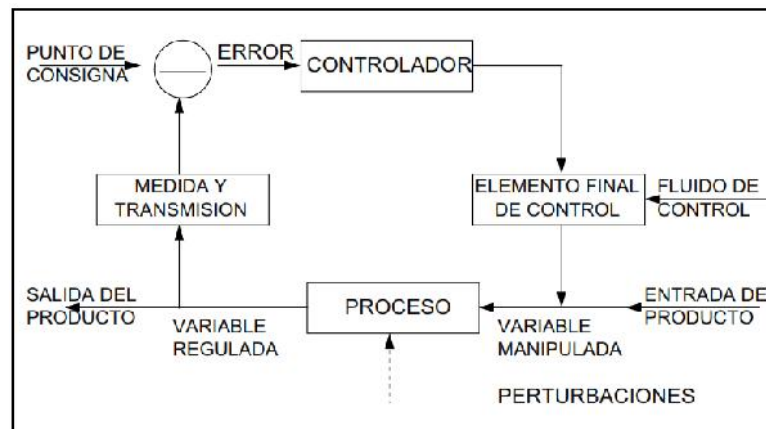 PUNTO DE
CONSIGNA
ERROR
CONTROLADOR
MEDIDA Y
TRANSMISION
ELEMENTO FINAL
DE CONTROL
FLUIDO DE
CONTROL
SALIDA DEL
PRODUCTO
VARIABLE
REGULADA
PROCESO
VARIABLE
MANIPULADA
ENTRADA DE
PRODUCTO
PERTURBACIONES